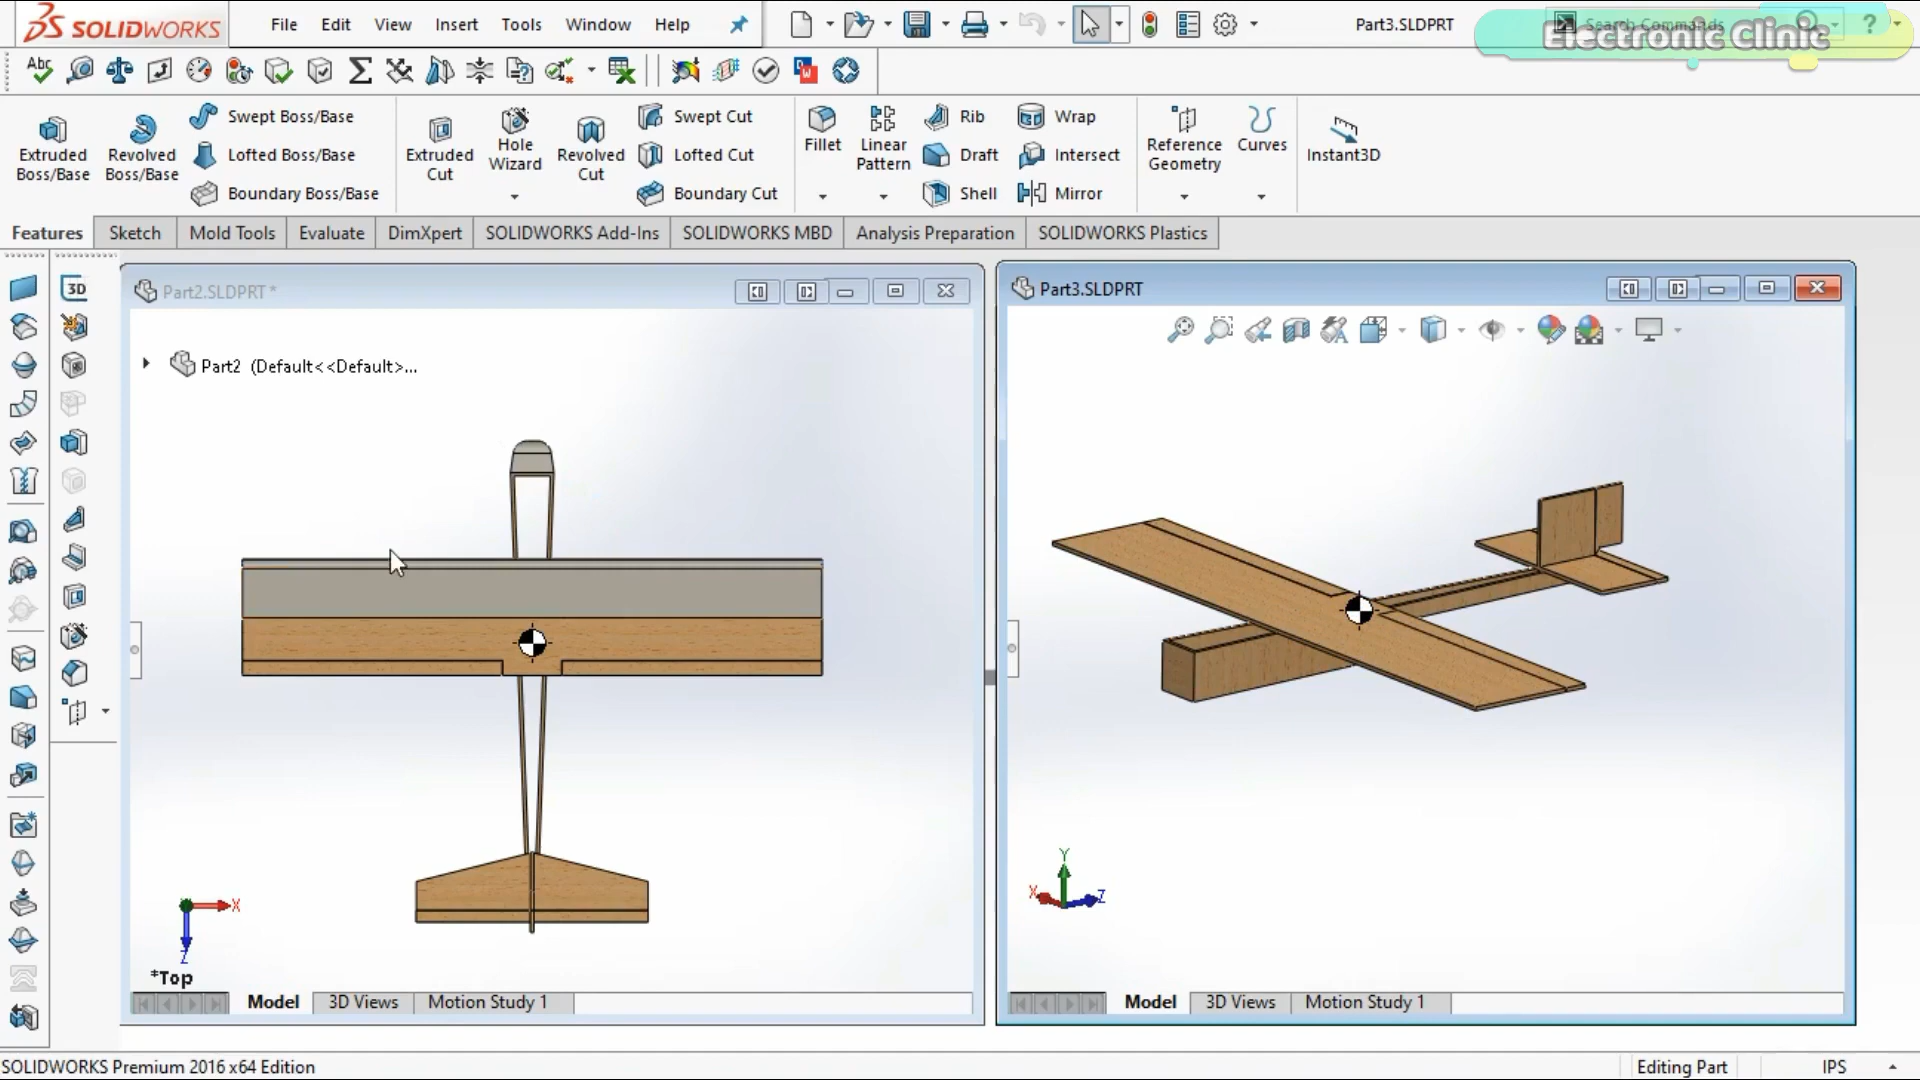 SOLIDWORKS File Edit View Insert Tools Window Help Part3.SLDPRT Search Commands ?
Electronic Clinic
Abc
Extruded Boss/Base
Revolved Boss/Base
Swept Boss/Base
Lofted Boss/Base
Boundary Boss/Base
Extruded Cut
Hole Wizard
Revolved Cut
Swept Cut
Lofted Cut
Boundary Cut
Fillet
Linear Pattern
Rib
Draft
Shell
Wrap
Intersect
Mirror
Reference Geometry
Curves
Instant3D
Features Sketch Mold Tools Evaluate DimXpert SOLIDWORKS Add-Ins SOLIDWORKS MBD Analysis Preparation SOLIDWORKS Plastics
3D
Part2.SLDPRT *
Part2 (Default<<Default>...
X
Z
*Top
Model 3D Views Motion Study 1
Part3.SLDPRT
Y
X
Z
Model 3D Views Motion Study 1
SOLIDWORKS Premium 2016 x64 Edition Editing Part IPS